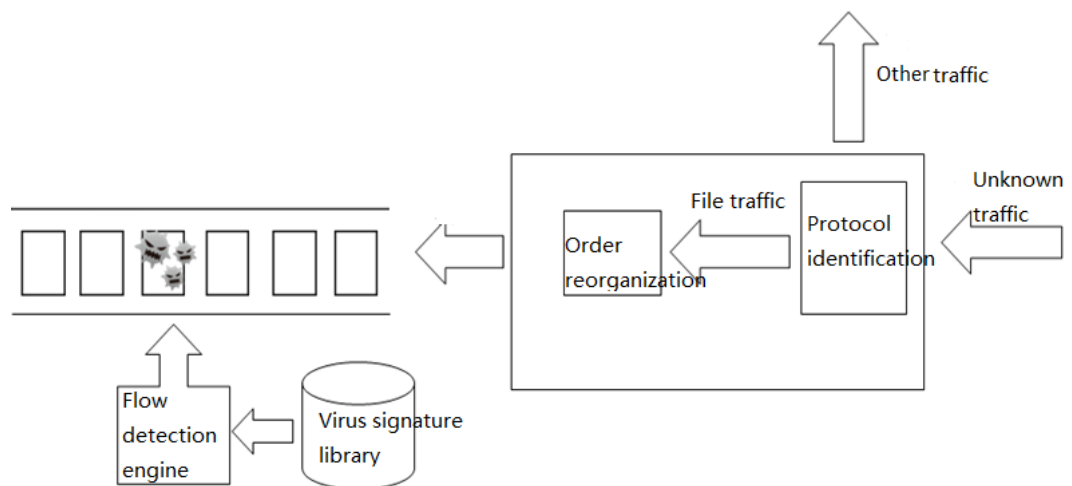 Other traffic
Unknown
traffic
File traffic
Protocol
identification
Order
reorganization
Flow
detection
engine
Virus signature
library